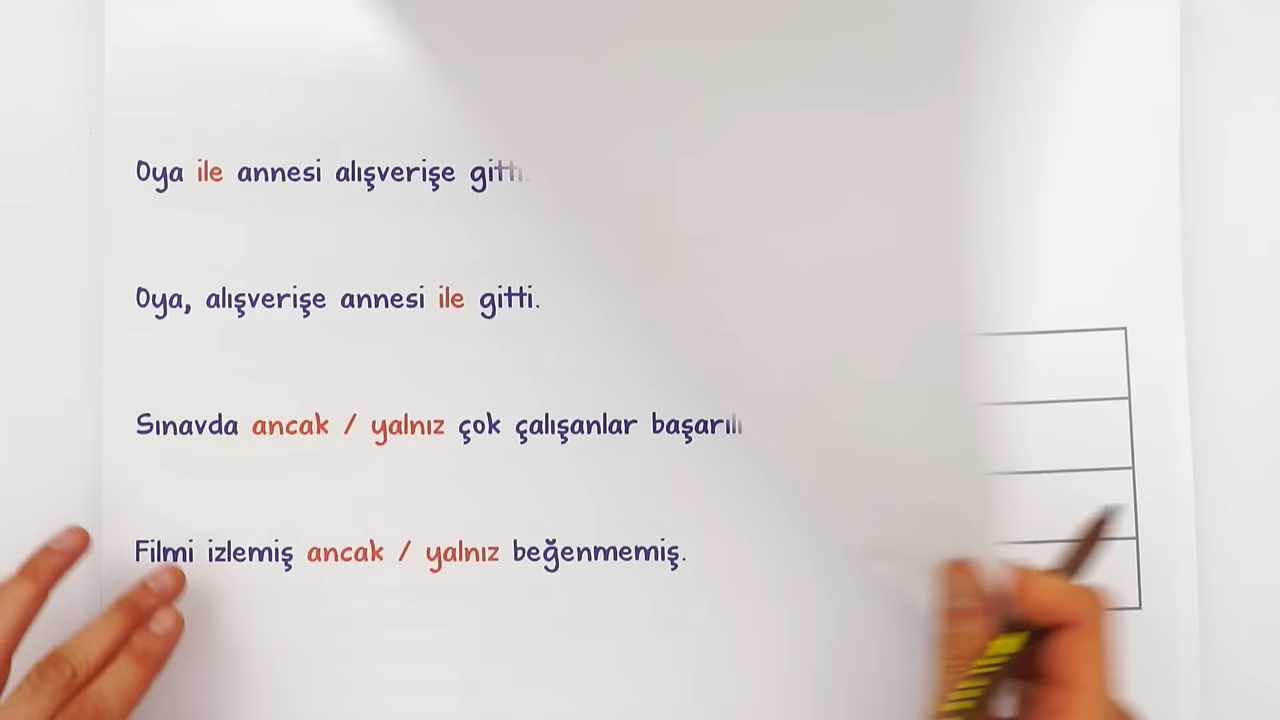 Oya ile annesi alışverişe gitti.
Oya, alışverişe annesi ile gitti.
Sınavda ancak / yalnız çok çalışanlar
Filmi izlemiş ancak / yalnız beğenmemiş.